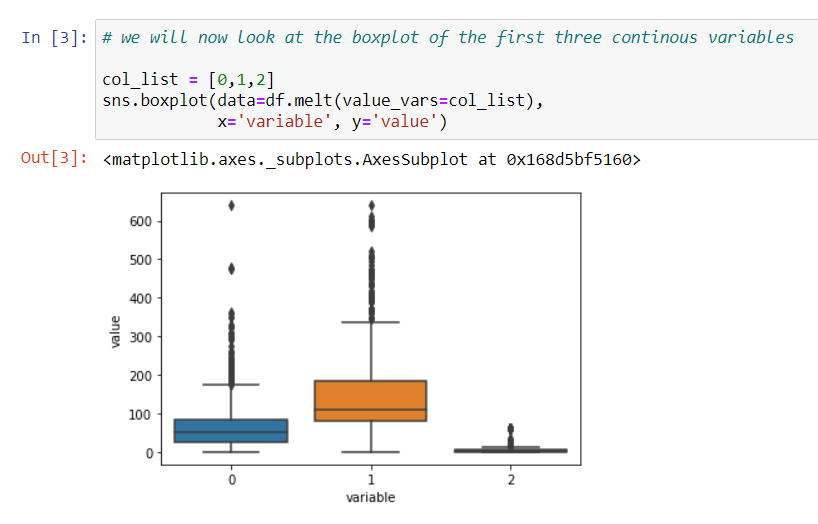 In [3]: # we will now look at the boxplot of the first three continous variables
col_list = [0,1,2]
sns.boxplot(data=df.melt(value_vars=col_list),
x='variable', y='value')
Out[3]: <matplotlib.axes._subplots.AxesSubplot at 0x168d5bf5160>
600
500
400
300
200
100
0
value
0 1 2
variable